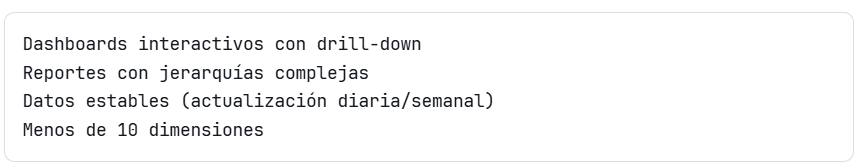 Dashboards interactivos con drill-down
Reportes con jerarquías complejas
Datos estables (actualización diaria/semanal)
Menos de 10 dimensiones